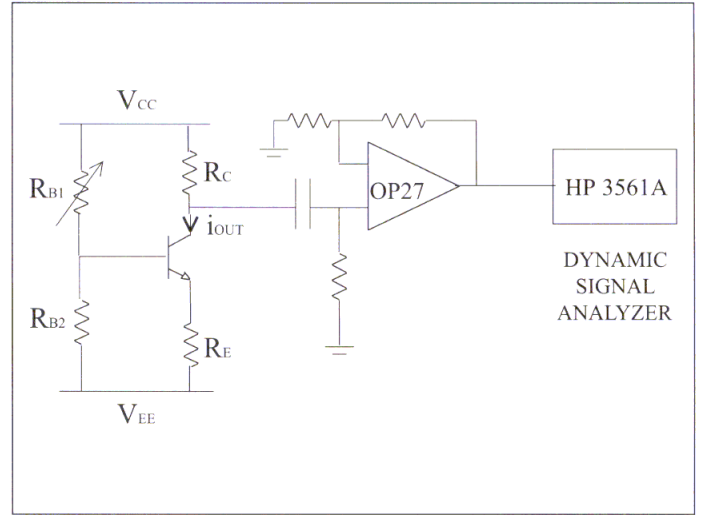 VCC
RB1
RC
iOUT
OP27
HP 3561A
DYNAMIC
SIGNAL
ANALYZER
RB2
RE
VEE